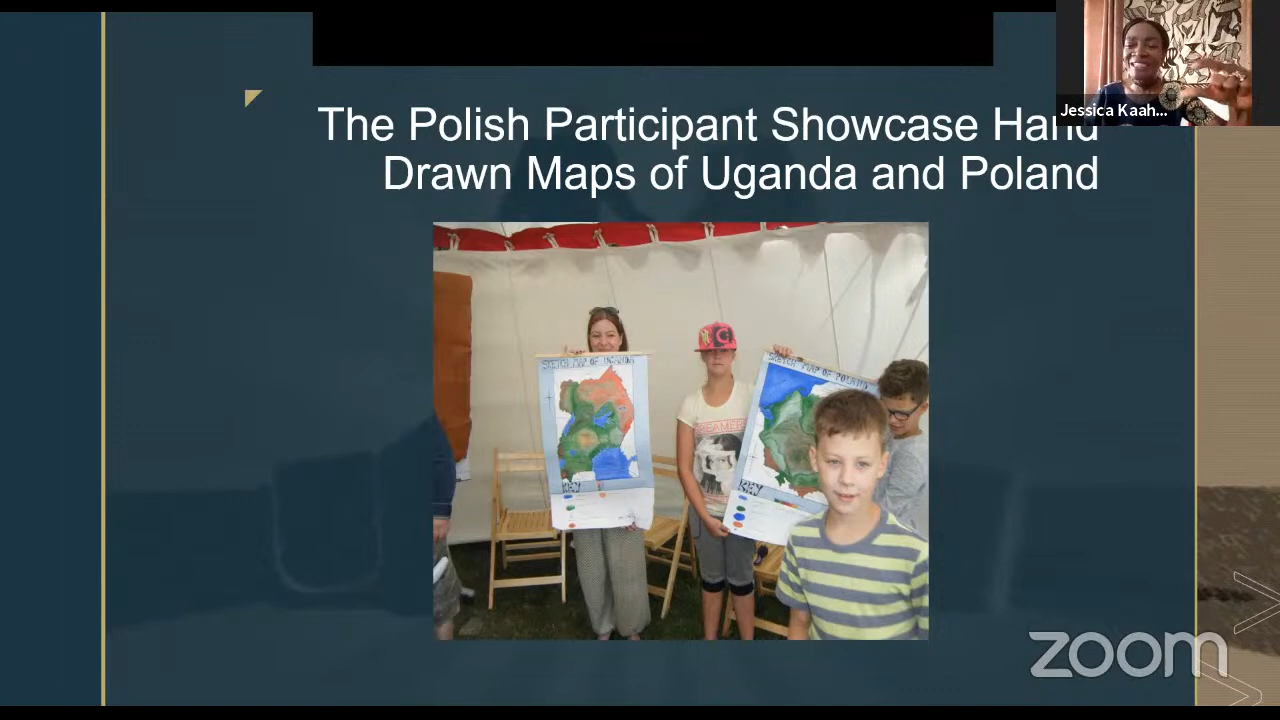 The Polish Participant Showcase Hand
Drawn Maps of Uganda and Poland
Jessica Kaah...
SKETCH MAP OF UGANDA
SKETCH MAP OF POLAND
KEY
KEY
zoom